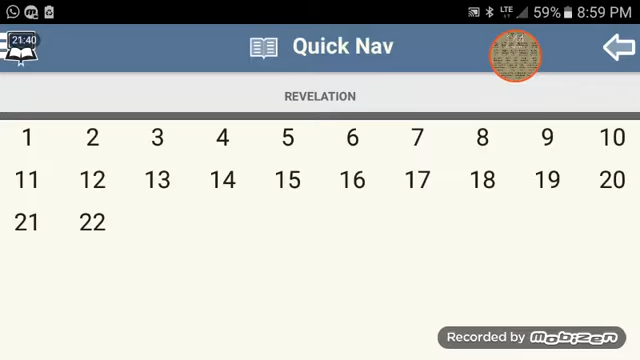 LTE 59% 8:59 PM
21:40 Quick Nav
REVELATION
1 2 3 4 5 6 7 8 9 10
11 12 13 14 15 16 17 18 19 20
21 22
Recorded by Mobizen